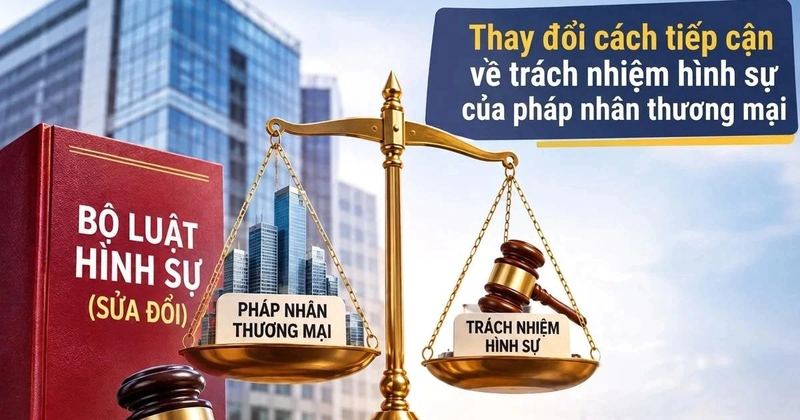 Thay đổi cách tiếp cận
về trách nhiệm hình sự
của pháp nhân thương mại
BỘ LUẬT
HÌNH SỰ
(SỬA ĐỔI)
PHÁP NHÂN
THƯƠNG MẠI
TRÁCH NHIỆM
HÌNH SỰ